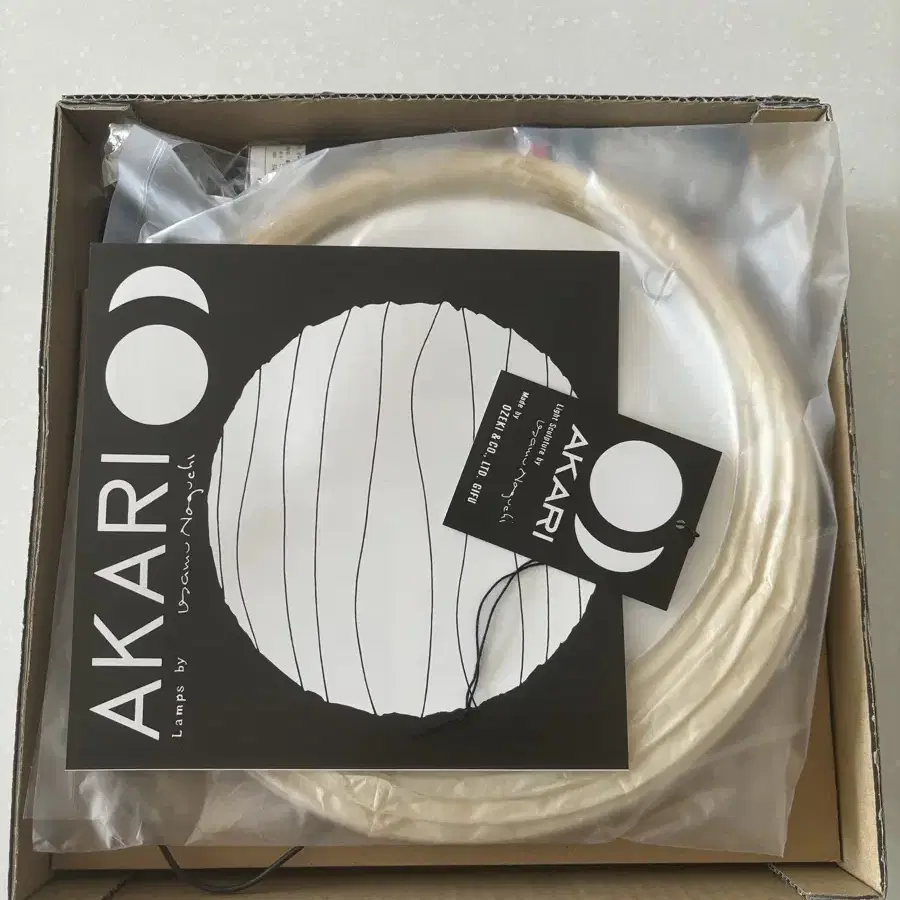 AKARI
Lamps by Isamu Noguchi
AKARI
Light Sculpture by
Isamu Noguchi
Made by
OZEKI & CO., LTD. GIFU